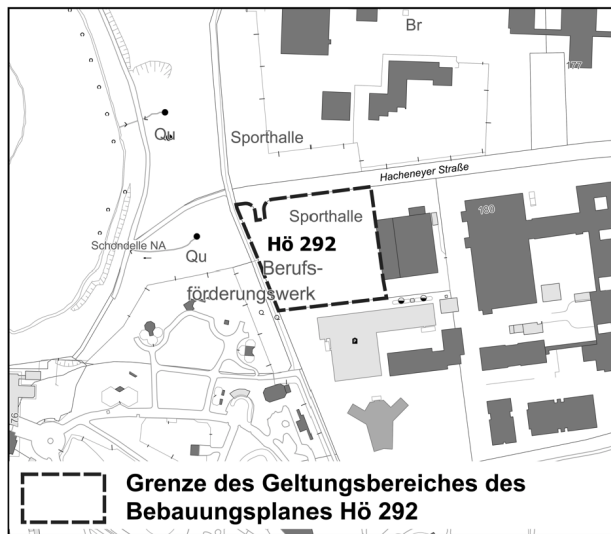 Br
177
Qu
Sporthalle
Hacheneyer Straße
180
Sporthalle
Schondelle NA
Hö 292
Qu
Berufs-
förderungswerk
176
Grenze des Geltungsbereiches des
Bebauungsplanes Hö 292